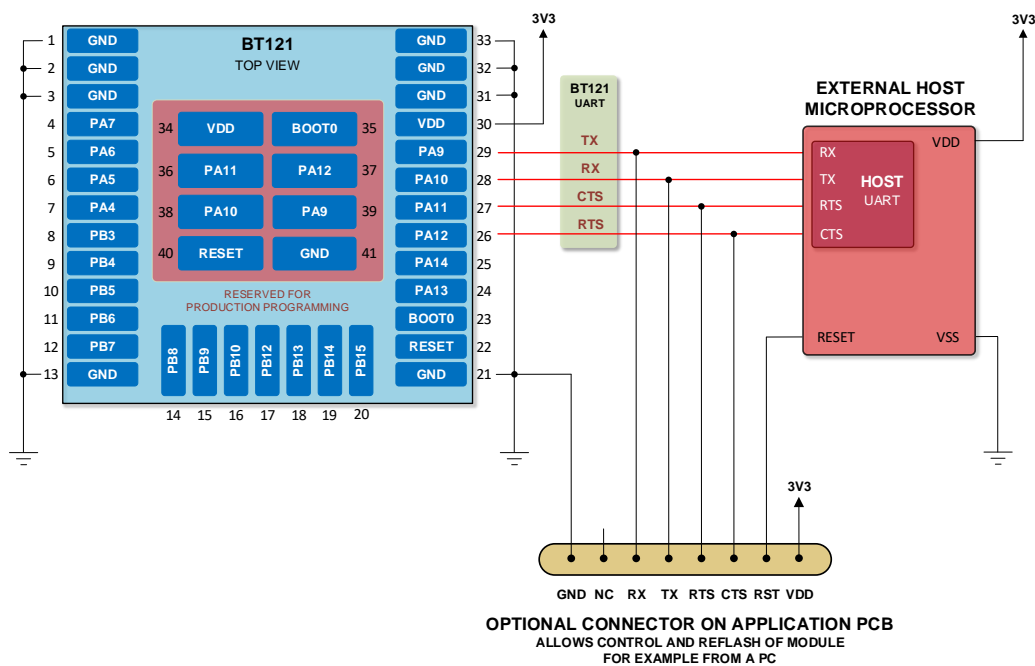 BT121
TOP VIEW
1 GND
2 GND
3 GND
4 PA7
5 PA6
6 PA5
7 PA4
8 PB3
9 PB4
10 PB5
11 PB6
12 PB7
13 GND
34 VDD BOOT0 35
36 PA11 PA12 37
38 PA10 PA9 39
40 RESET GND 41
RESERVED FOR
PRODUCTION PROGRAMMING
PB8 PB9 PB10 PB12 PB13 PB14 PB15
14 15 16 17 18 19 20
GND 33
GND 32
GND 31
VDD 30
PA9 29
PA10 28
PA11 27
PA12 26
PA14 25
PA13 24
BOOT0 23
RESET 22
GND 21
3V3
BT121
UART
TX
RX
CTS
RTS
3V3
EXTERNAL HOST
MICROPROCESSOR
VDD
RX
TX
RTS
CTS
HOST
UART
RESET VSS
3V3
GND NC RX TX RTS CTS RST VDD
OPTIONAL CONNECTOR ON APPLICATION PCB
ALLOWS CONTROL AND REFLASH OF MODULE
FOR EXAMPLE FROM A PC